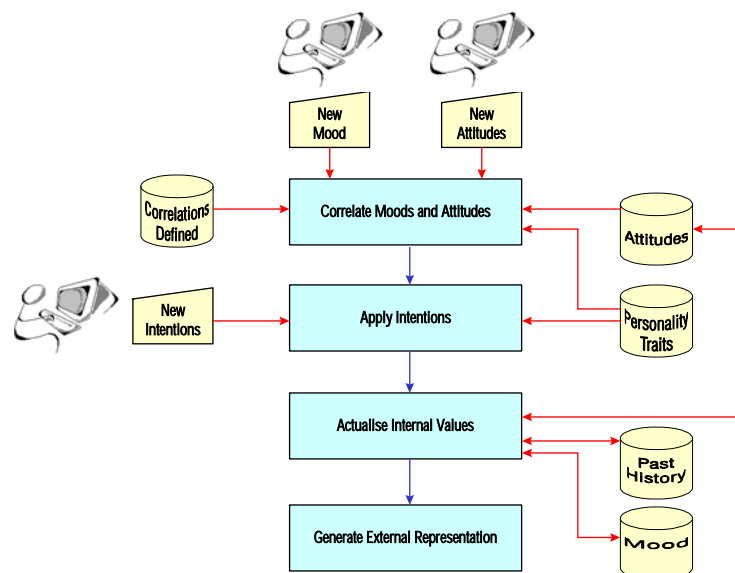 New
Mood
New
Attitudes
Correlations
Defined
Correlate Moods and Attitudes
Attitudes
New
Intentions
Apply Intentions
Personality
Traits
Actualise Internal Values
Past
History
Generate External Representation
Mood